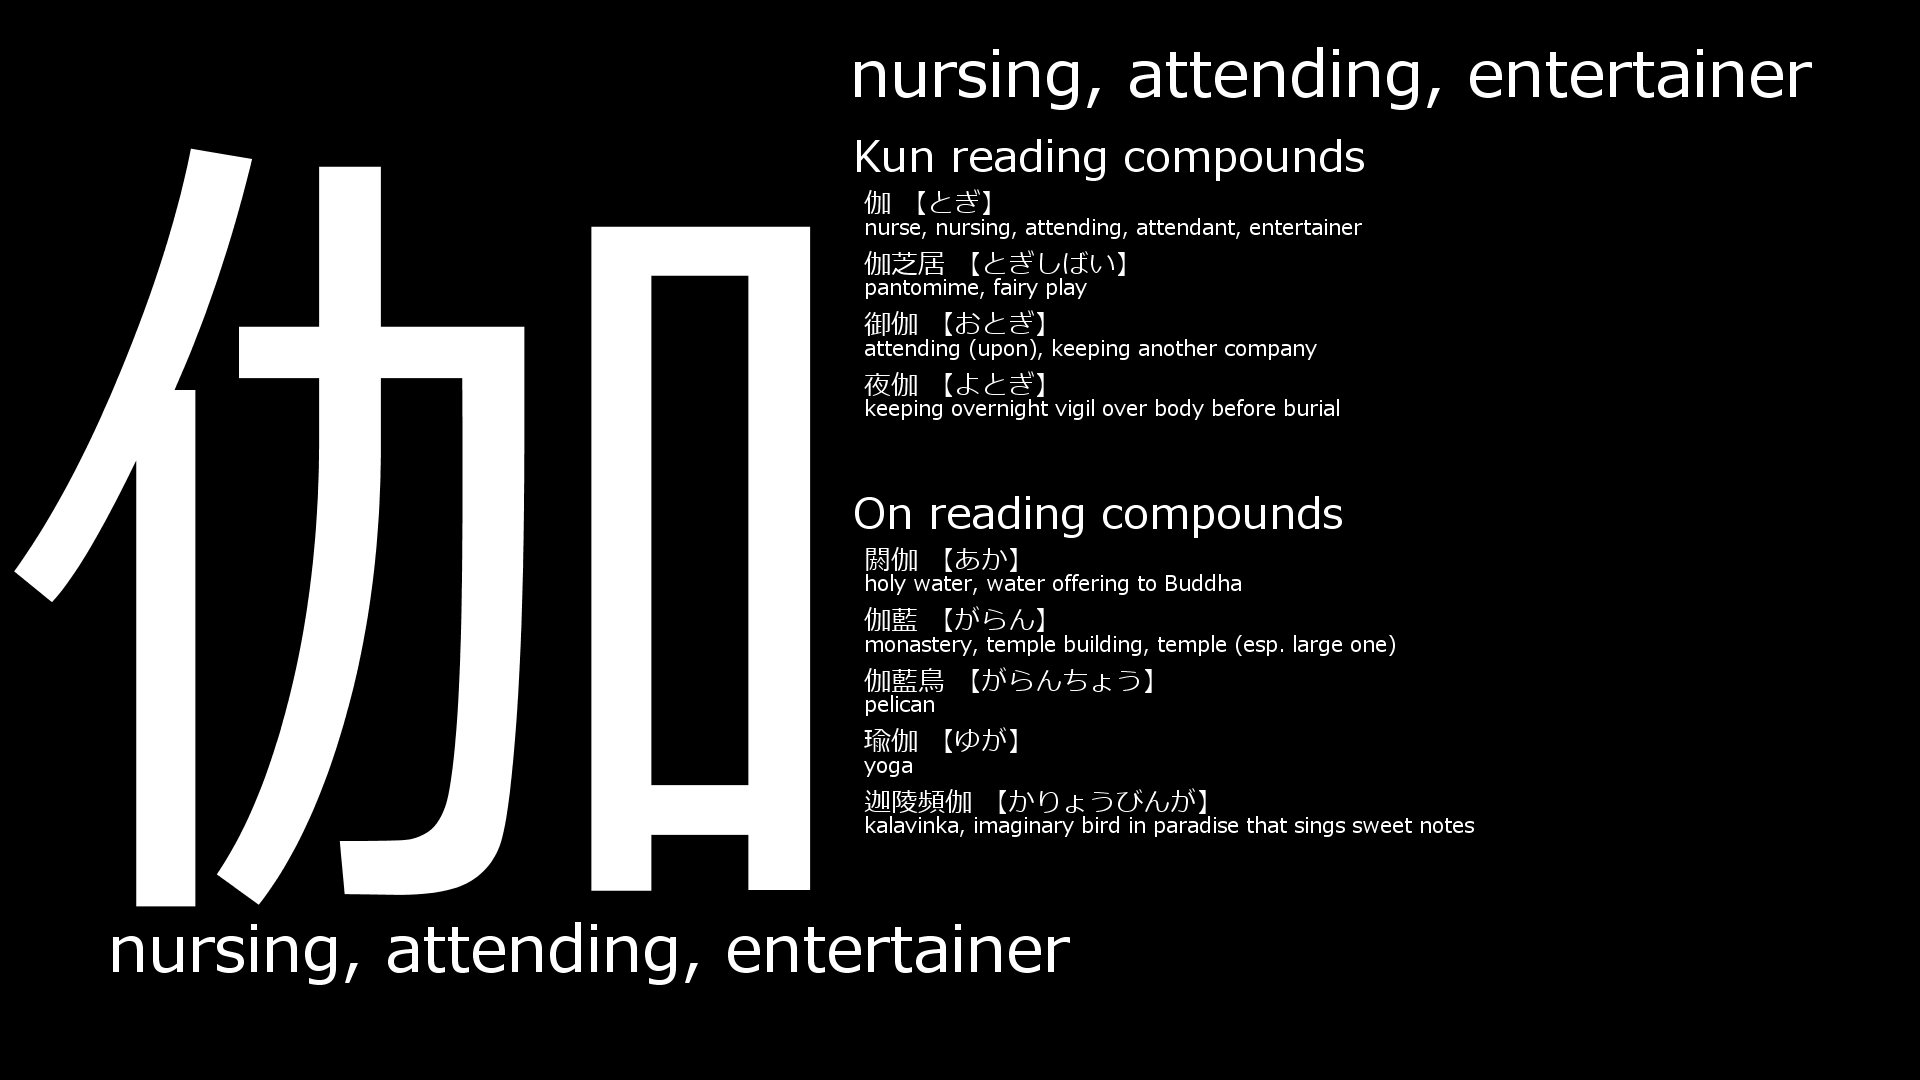 伽
nursing, attending, entertainer
Kun reading compounds
伽 【とぎ】
nurse, nursing, attending, attendant, entertainer
伽芝居 【とぎしばい】
pantomime, fairy play
御伽 【おとぎ】
attending (upon), keeping another company
夜伽 【よとぎ】
keeping overnight vigil over body before burial
On reading compounds
閼伽 【あか】
holy water, water offering to Buddha
伽藍 【がらん】
monastery, temple building, temple (esp. large one)
伽藍鳥 【がらんちょう】
pelican
瑜伽 【ゆが】
yoga
迦陵頻伽 【かりょうびんが】
kalavinka, imaginary bird in paradise that sings sweet notes
nursing, attending, entertainer